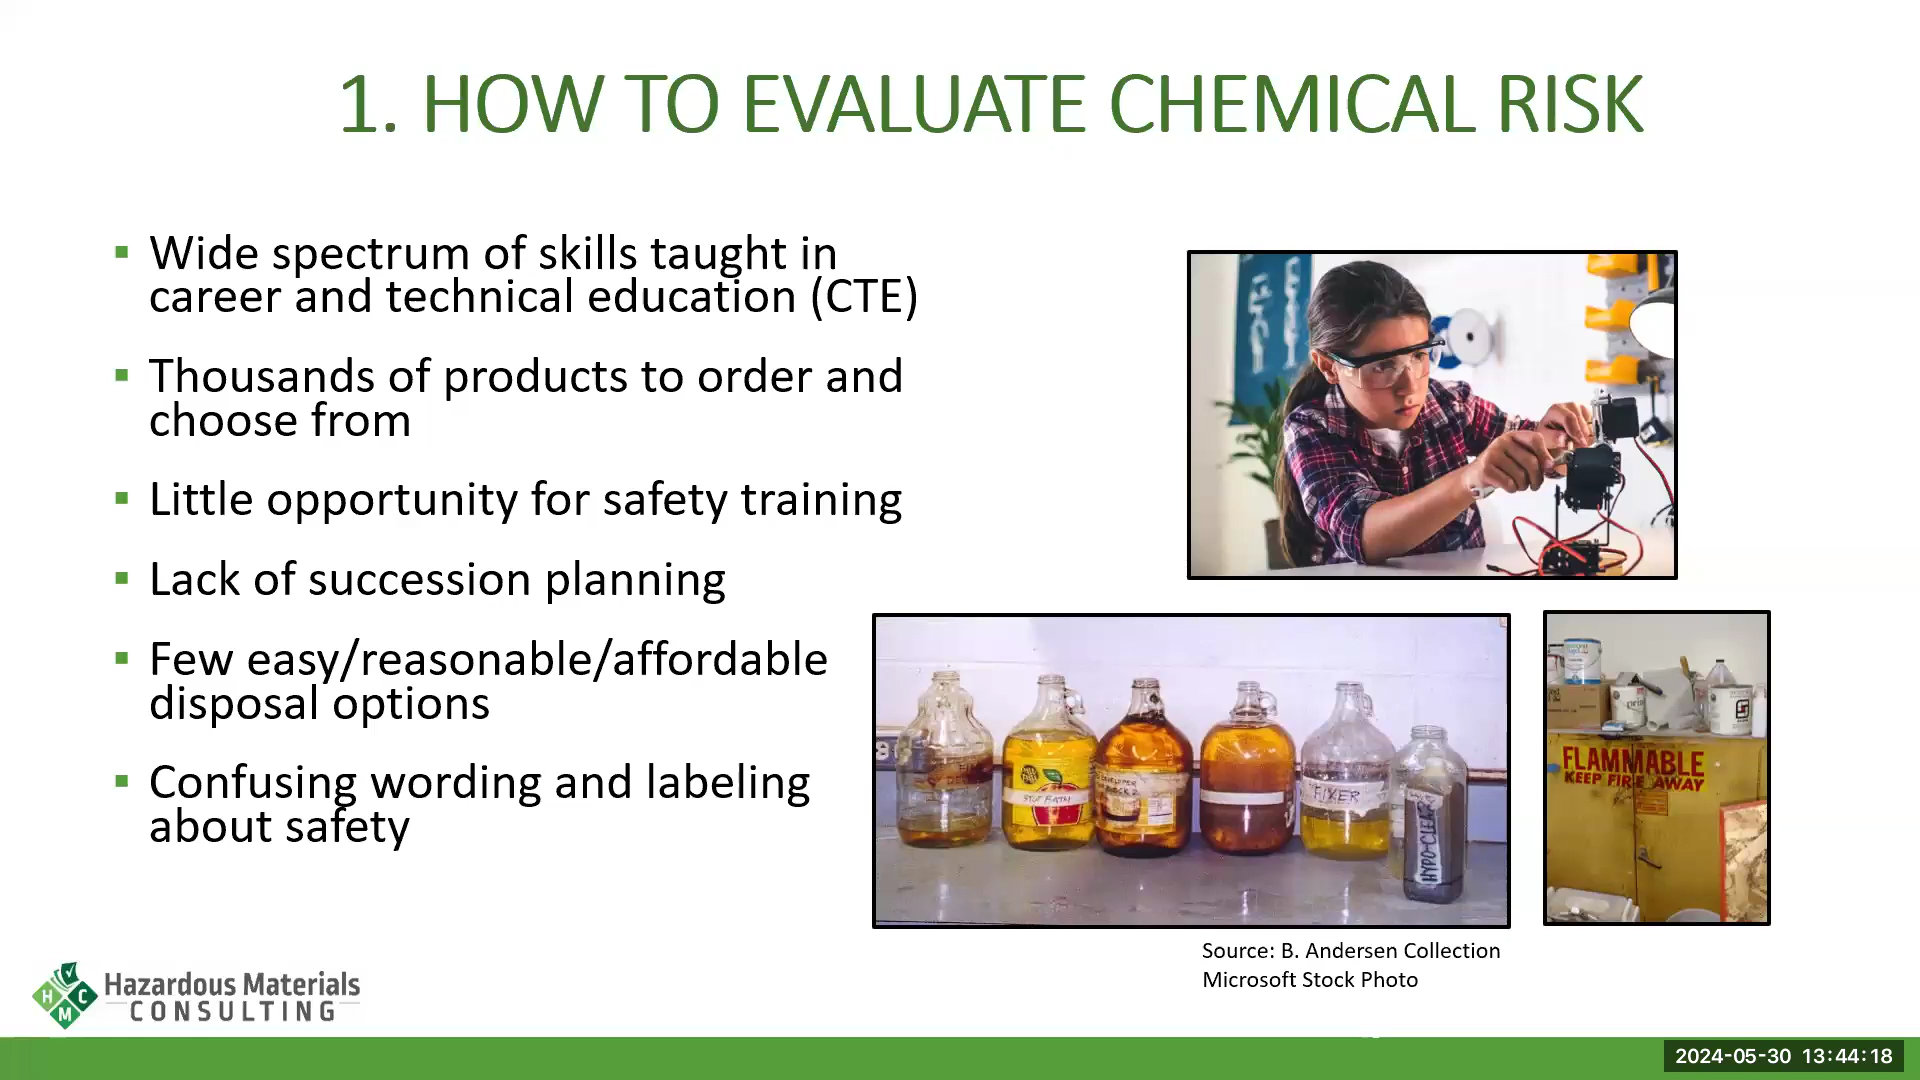 1. HOW TO EVALUATE CHEMICAL RISK
Wide spectrum of skills taught in
career and technical education (CTE)
Thousands of products to order and
choose from
Little opportunity for safety training
Lack of succession planning
Few easy/reasonable/affordable
disposal options
Confusing wording and labeling
about safety
STOP BATH
DEVELOPER
FIXER
HYPO-CLEAR
FLAMMABLE
KEEP FIRE AWAY
Source: B. Andersen Collection
Microsoft Stock Photo
H C
M
Hazardous Materials
CONSULTING
2024-05-30 13:44:18